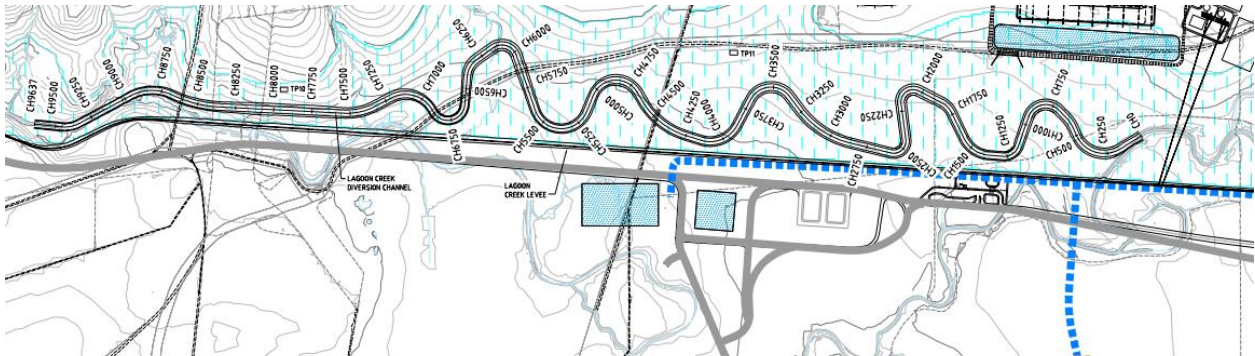 CH9637
CH9500
CH9250
CH9000
CH8750
CH8500
CH8250
CH8000
TP10
CH7750
CH7500
CH7250
CH7000
CH6750
CH6500
CH6250
CH6000
CH5750
CH5500
CH5250
CH5000
CH4750
CH4500
CH4250
CH4000
TP11
CH3750
CH3500
CH3250
CH3000
CH2750
CH2500
CH2250
CH2000
CH1750
CH1500
CH1250
CH1000
CH750
CH500
CH250
CH0
LAGOON CREEK
DIVERSION CHANNEL
LAGOON
CREEK LEVEE